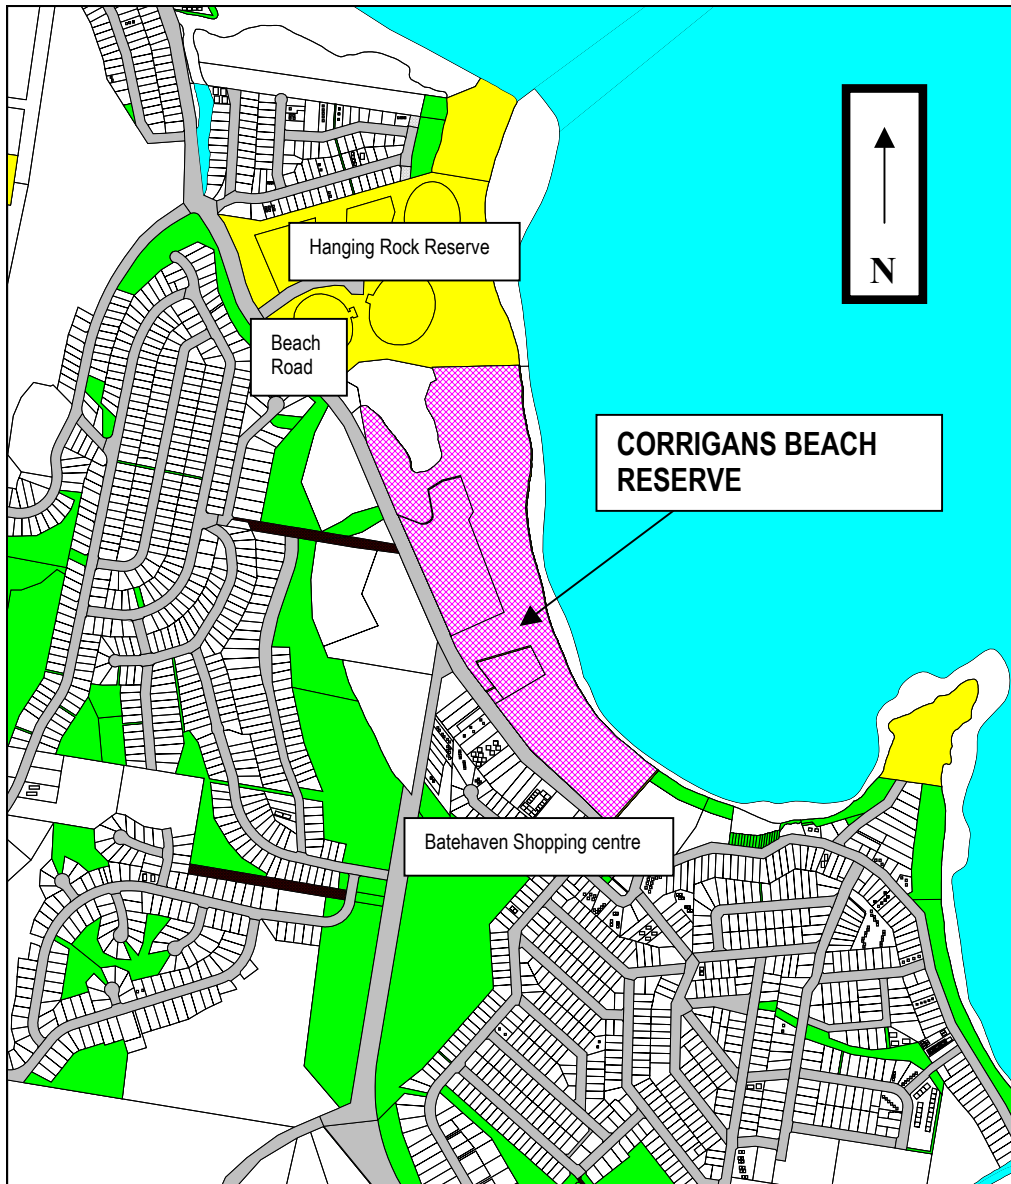 Hanging Rock Reserve
N
Beach
Road
CORRIGANS BEACH
RESERVE
Batehaven Shopping centre